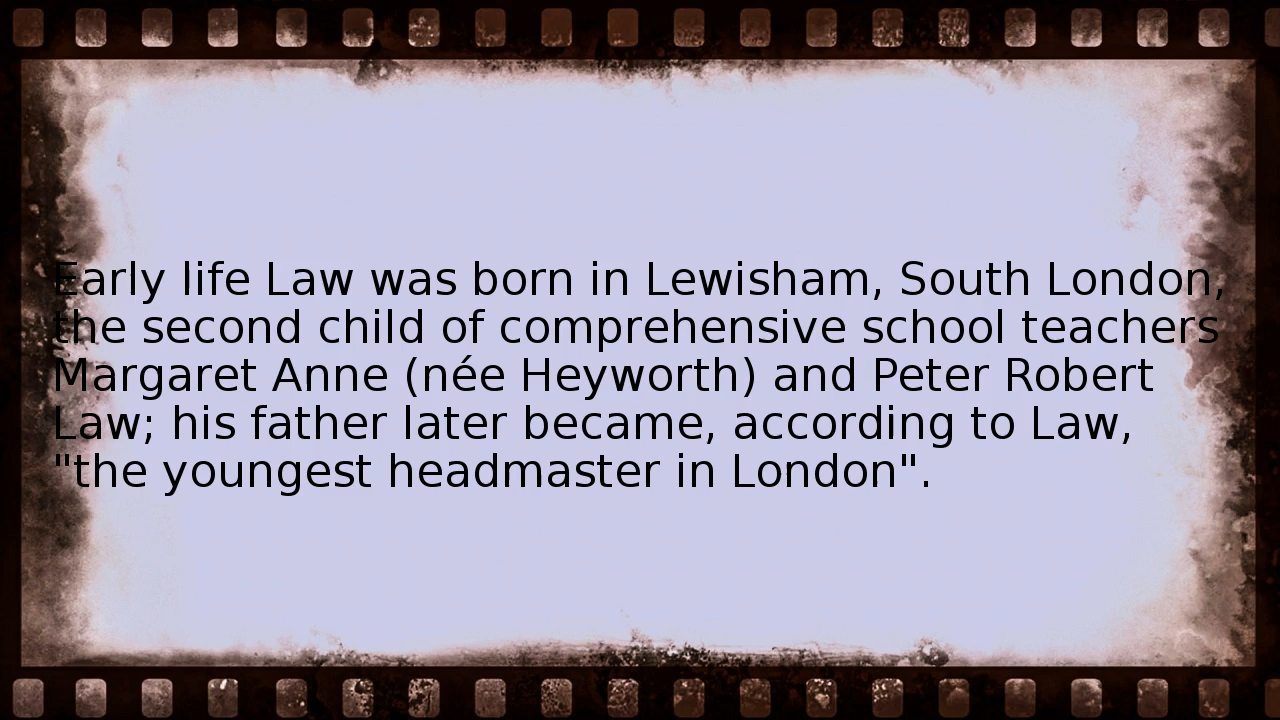 Early life Law was born in Lewisham, South London,
the second child of comprehensive school teachers
Margaret Anne (née Heyworth) and Peter Robert
Law; his father later became, according to Law,
"the youngest headmaster in London".